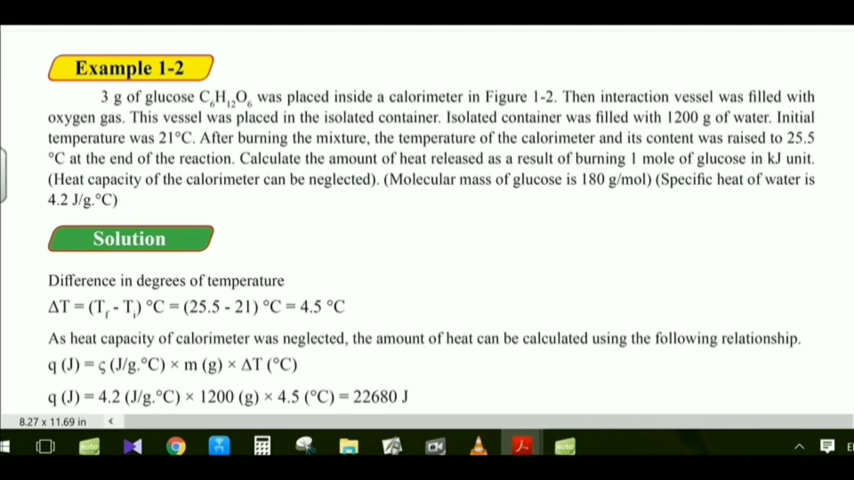 Example 1-2
3 g of glucose C₆H₁₂O₆ was placed inside a calorimeter in Figure 1-2. Then interaction vessel was filled with
oxygen gas. This vessel was placed in the isolated container. Isolated container was filled with 1200 g of water. Initial
temperature was 21°C. After burning the mixture, the temperature of the calorimeter and its content was raised to 25.5
°C at the end of the reaction. Calculate the amount of heat released as a result of burning 1 mole of glucose in kJ unit.
(Heat capacity of the calorimeter can be neglected). (Molecular mass of glucose is 180 g/mol) (Specific heat of water is
4.2 J/g.°C)
Solution
Difference in degrees of temperature
ΔT = (T_f - T_i) °C = (25.5 - 21) °C = 4.5 °C
As heat capacity of calorimeter was neglected, the amount of heat can be calculated using the following relationship.
q (J) = ς (J/g.°C) × m (g) × ΔT (°C)
q (J) = 4.2 (J/g.°C) × 1200 (g) × 4.5 (°C) = 22680 J
8.27 x 11.69 in